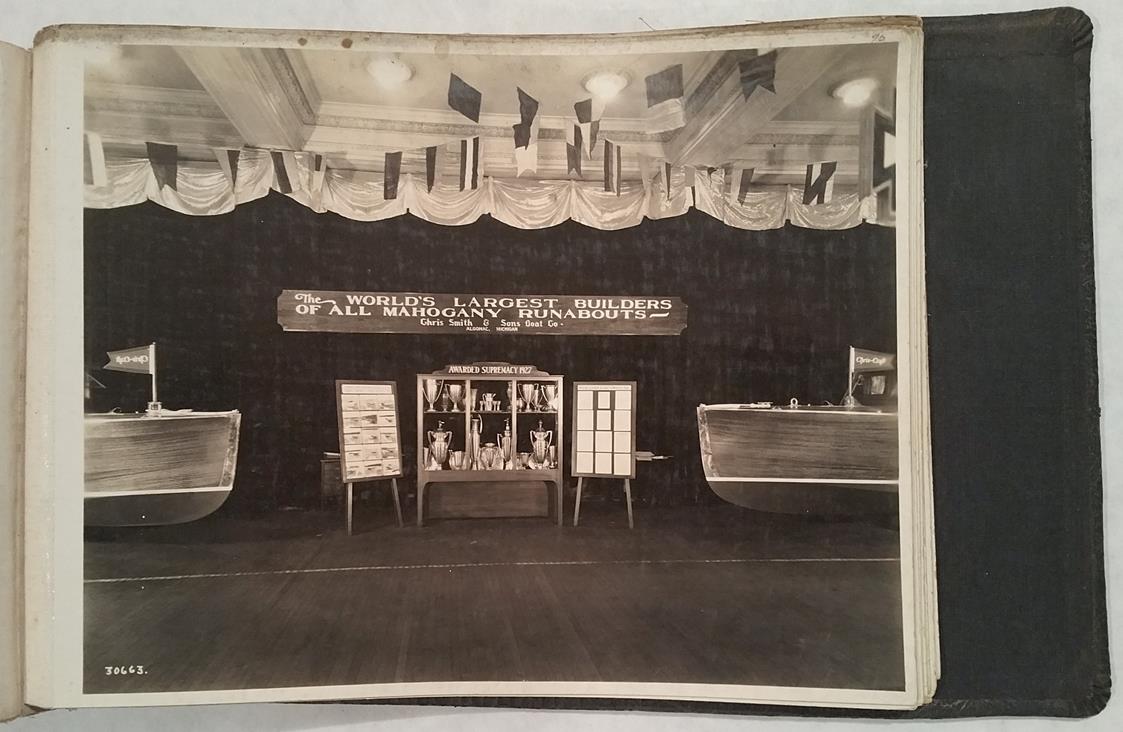 The WORLD'S LARGEST BUILDERS
OF ALL MAHOGANY RUNABOUTS
Chris Smith & Sons Boat Co.
ALGONAC, MICHIGAN
AWARDED SUPREMACY 1927
Chris-Craft
Chris-Craft
30663.